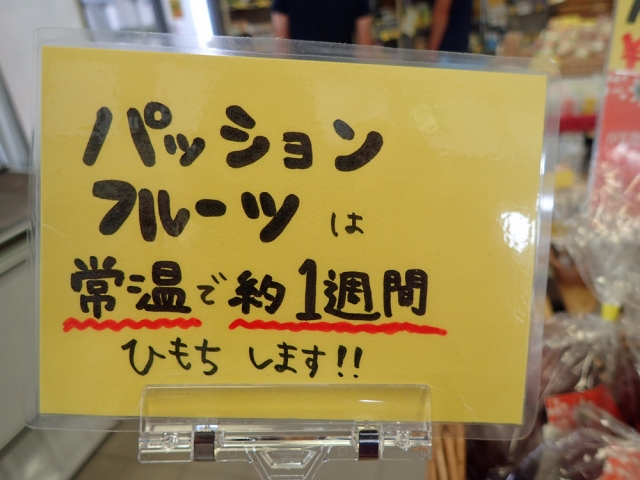 パッション
フルーツ は
常温で約1週間
ひもちします!!